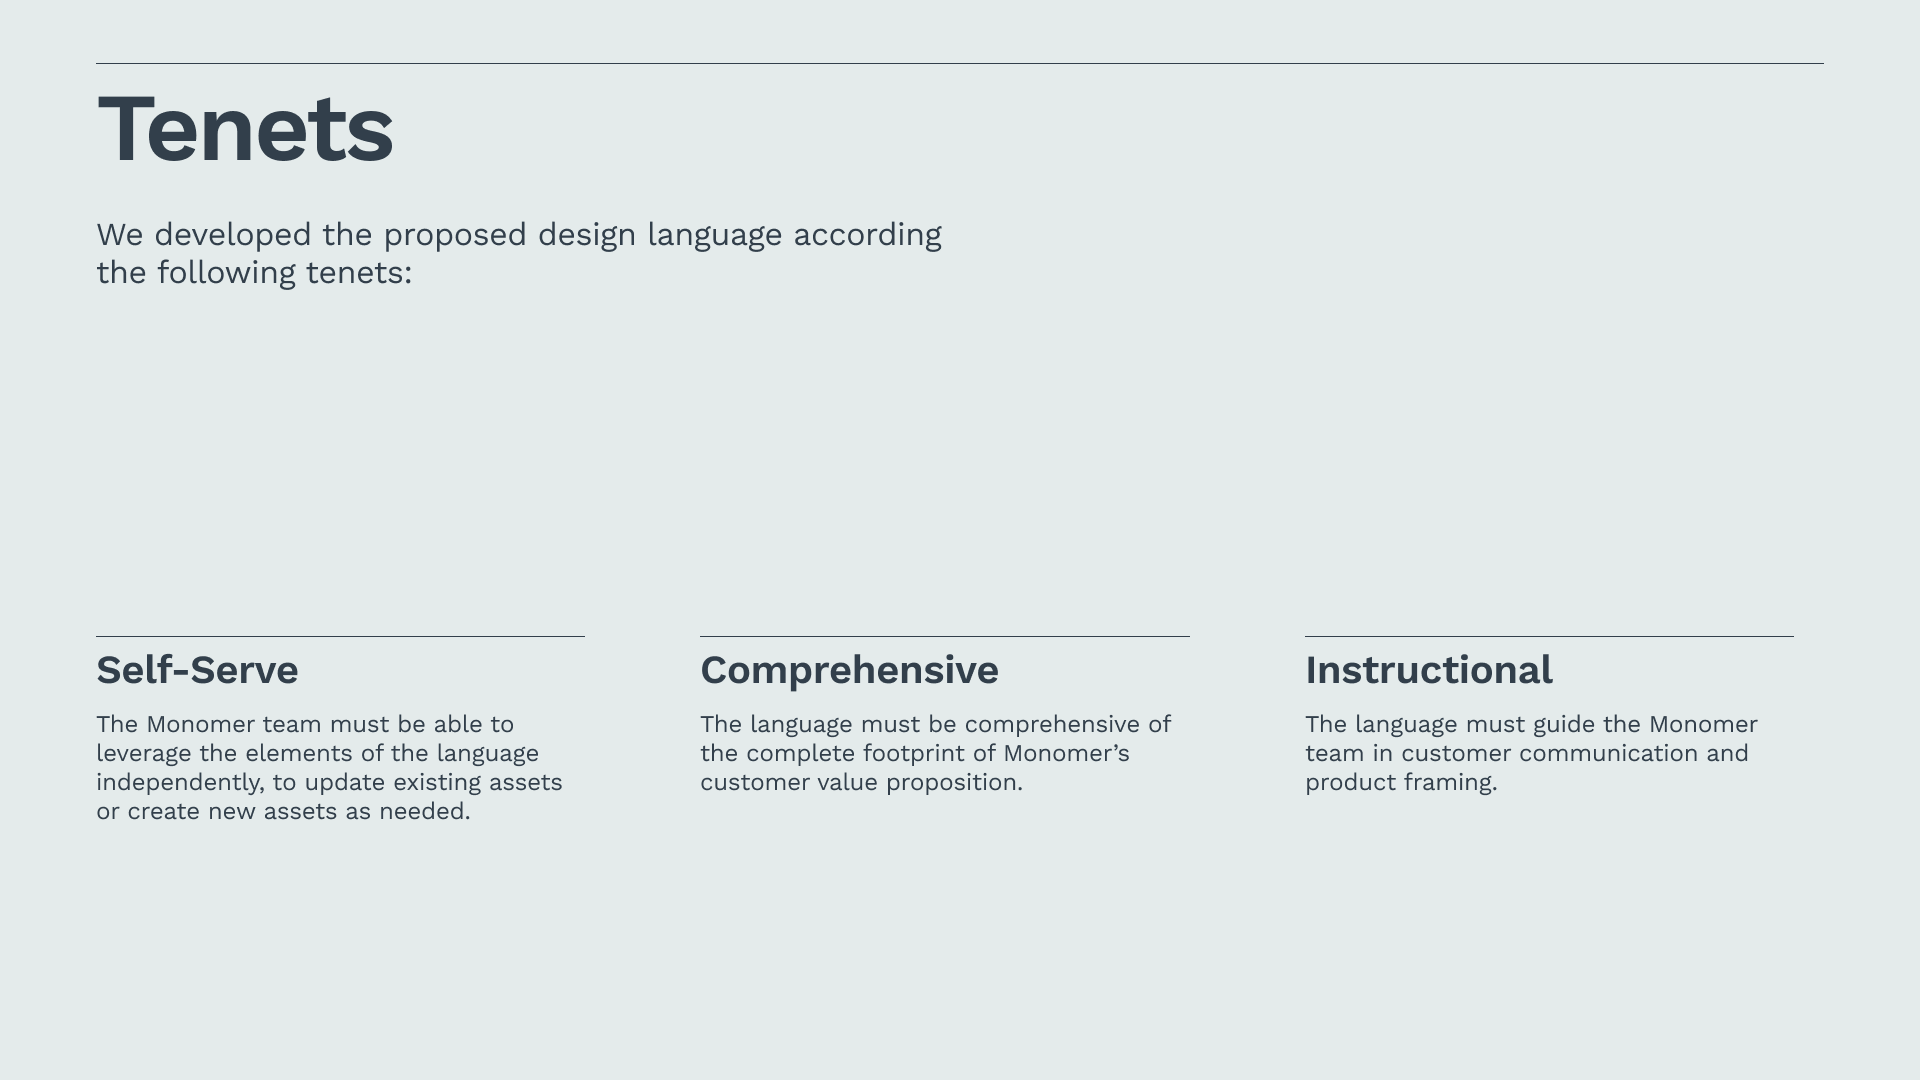 Tenets
We developed the proposed design language according
the following tenets:
Self-Serve
The Monomer team must be able to
leverage the elements of the language
independently, to update existing assets
or create new assets as needed.
Comprehensive
The language must be comprehensive of
the complete footprint of Monomer’s
customer value proposition.
Instructional
The language must guide the Monomer
team in customer communication and
product framing.